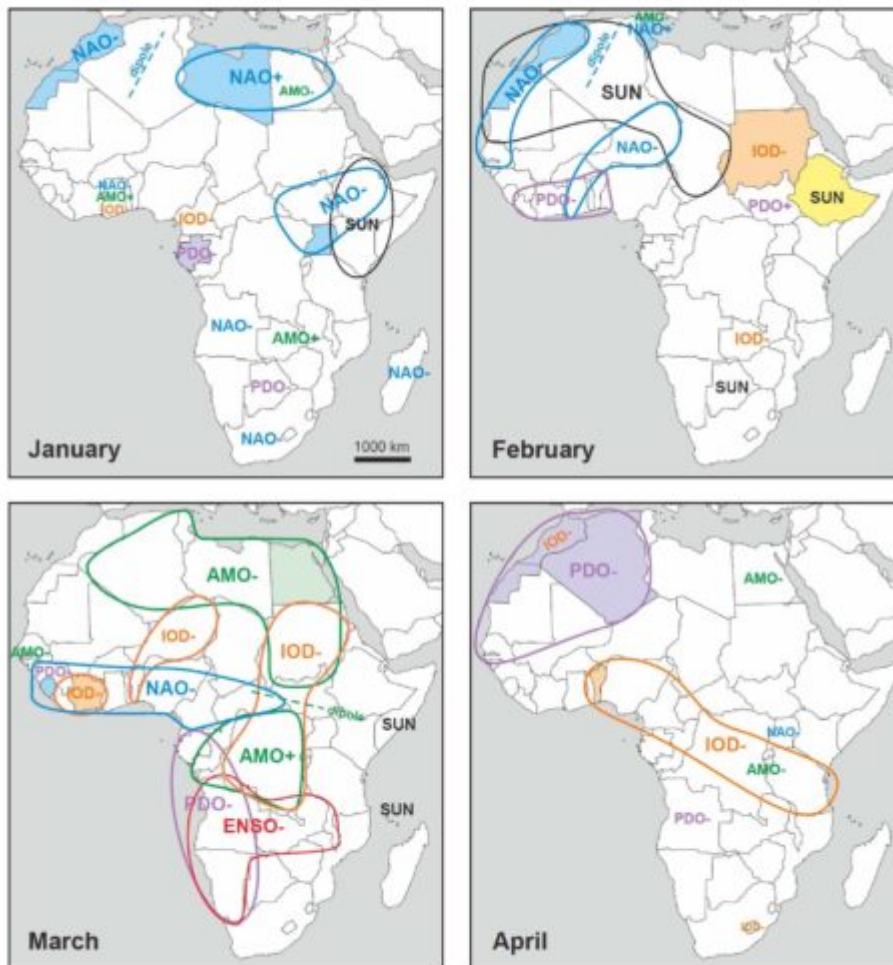 NAO-
dipole
NAO+
AMO-
NAO-
AMO+
IOD-
IOD-
PDO-
NAO-
SUN
NAO-
AMO+
NAO-
PDO-
NAO-
January
1000 km
AMO-
NAO+
dipole
NAO-
SUN
NAO-
IOD-
PDO-
PDO+
SUN
IOD-
SUN
February
AMO-
IOD-
IOD-
AMO-
PDO-
IOD-
NAO-
dipole
SUN
AMO+
PDO-
ENSO-
SUN
March
IOD-
PDO-
AMO-
IOD-
NAO-
AMO-
PDO-
IOD-
April